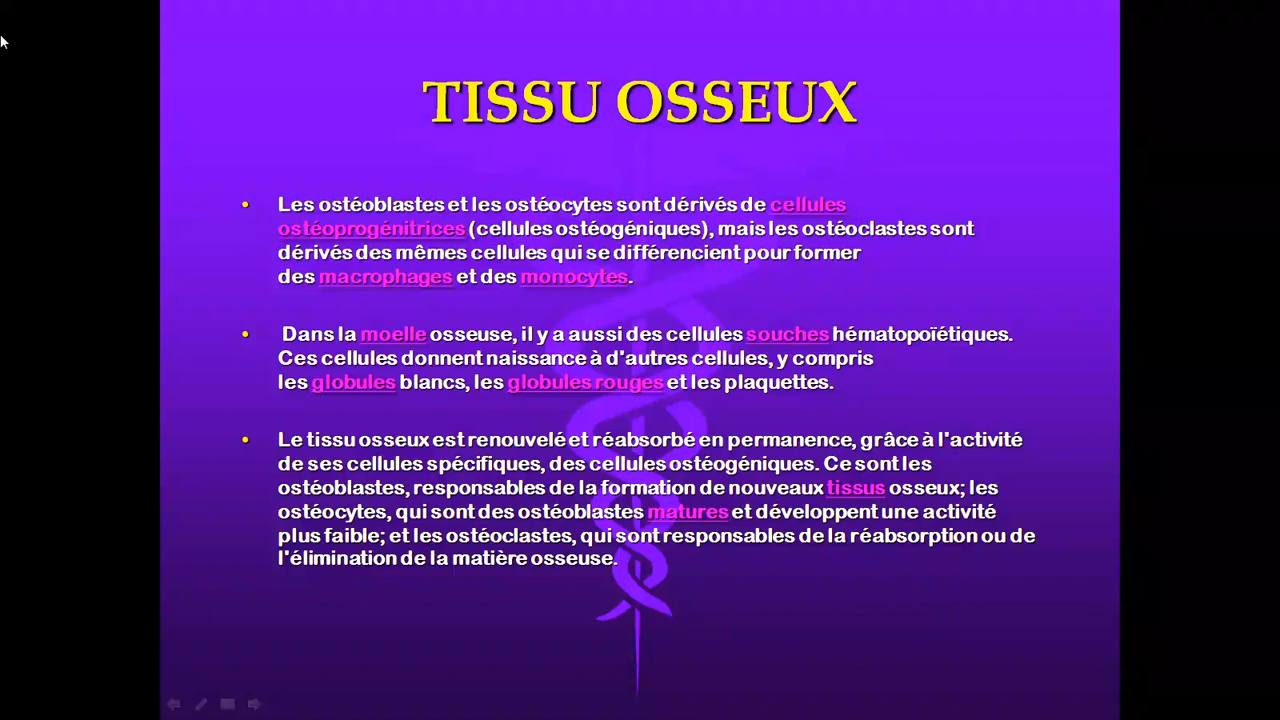 TISSU OSSEUX
• Les ostéoblastes et les ostéocytes sont dérivés de cellules
ostéoprogénitrices (cellules ostéogéniques), mais les ostéoclastes sont
dérivés des mêmes cellules qui se différencient pour former
des macrophages et des monocytes.
• Dans la moelle osseuse, il y a aussi des cellules souches hématopoïétiques.
Ces cellules donnent naissance à d'autres cellules, y compris
les globules blancs, les globules rouges et les plaquettes.
• Le tissu osseux est renouvelé et réabsorbé en permanence, grâce à l'activité
de ses cellules spécifiques, des cellules ostéogéniques. Ce sont les
ostéoblastes, responsables de la formation de nouveaux tissus osseux; les
ostéocytes, qui sont des ostéoblastes matures et développent une activité
plus faible; et les ostéoclastes, qui sont responsables de la réabsorption ou de
l'élimination de la matière osseuse.